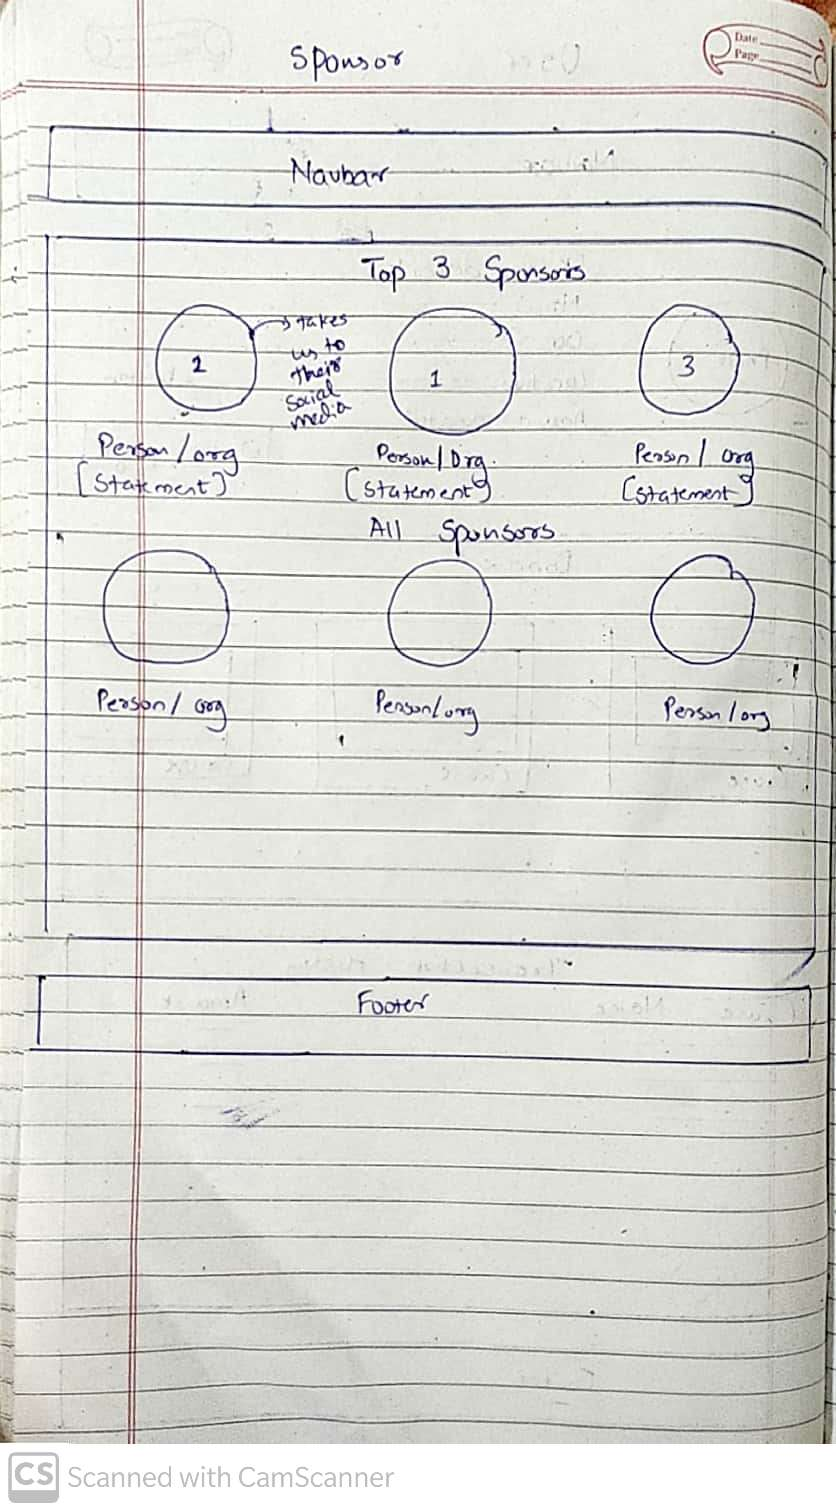 Sponsor
Date
Page
Navbar
Top 3 Sponsors
2
→ takes
us to
their
social
media
1
3
Person/org
[Statement]
Person/Org.
[Statement]
Person/org
[Statement]
All Sponsors
Person/org
Person/org
Person/org
Footer
CS Scanned with CamScanner